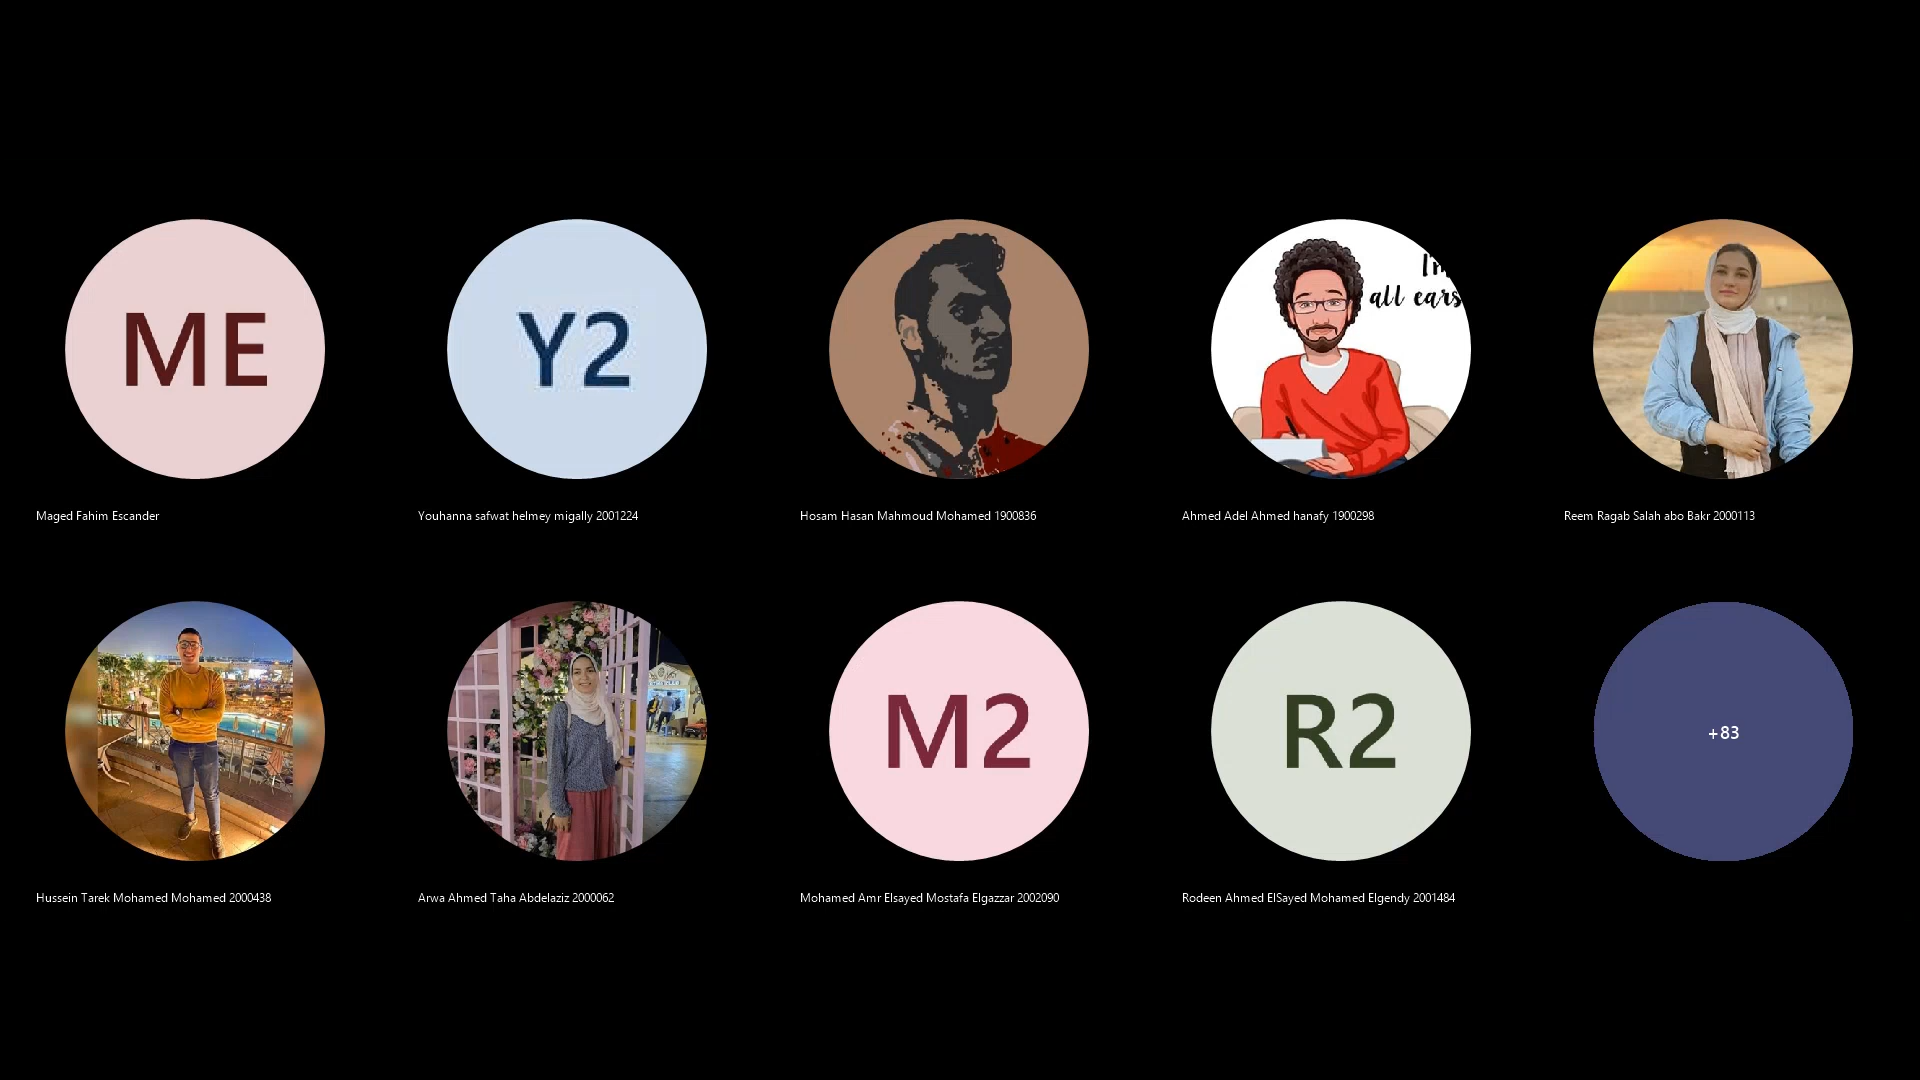 ME
Y2
I'm
all ears
Maged Fahim Escander
Youhanna safwat helmey migally 2001224
Hosam Hasan Mahmoud Mohamed 1900836
Ahmed Adel Ahmed hanafy 1900298
Reem Ragab Salah abo Bakr 2000113
M2
R2
+83
Hussein Tarek Mohamed Mohamed 2000438
Arwa Ahmed Taha Abdelaziz 2000062
Mohamed Amr Elsayed Mostafa Elgazzar 2002090
Rodeen Ahmed ElSayed Mohamed Elgendy 2001484